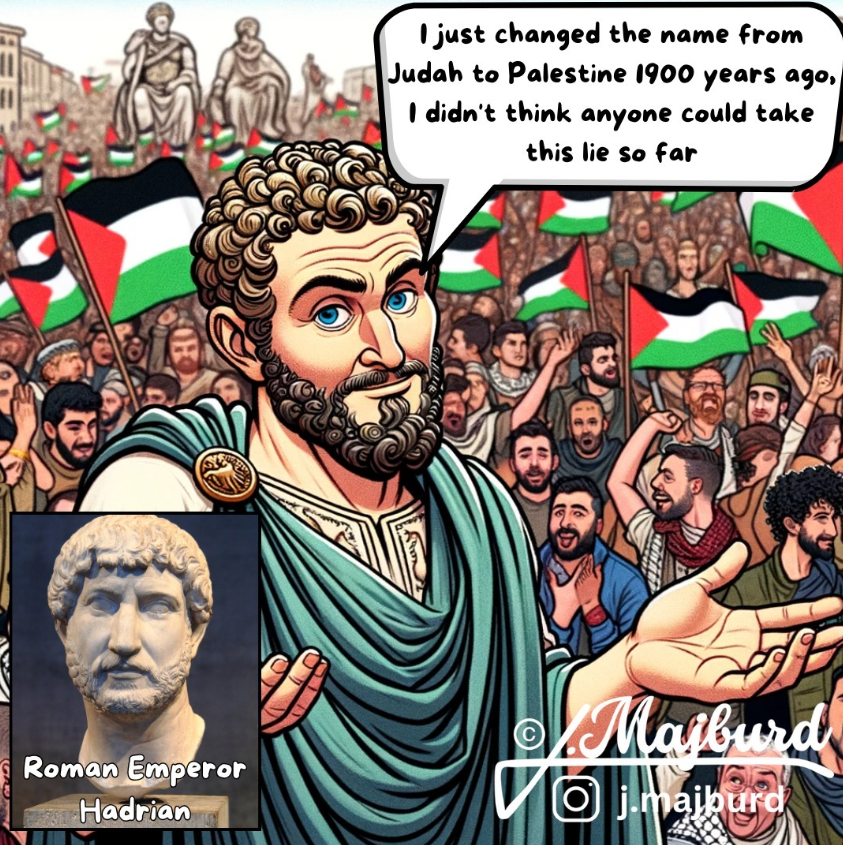 I just changed the name from
Judah to Palestine 1900 years ago,
I didn't think anyone could take
this lie so far
Roman Emperor
Hadrian
© J.Majburd
j.majburd